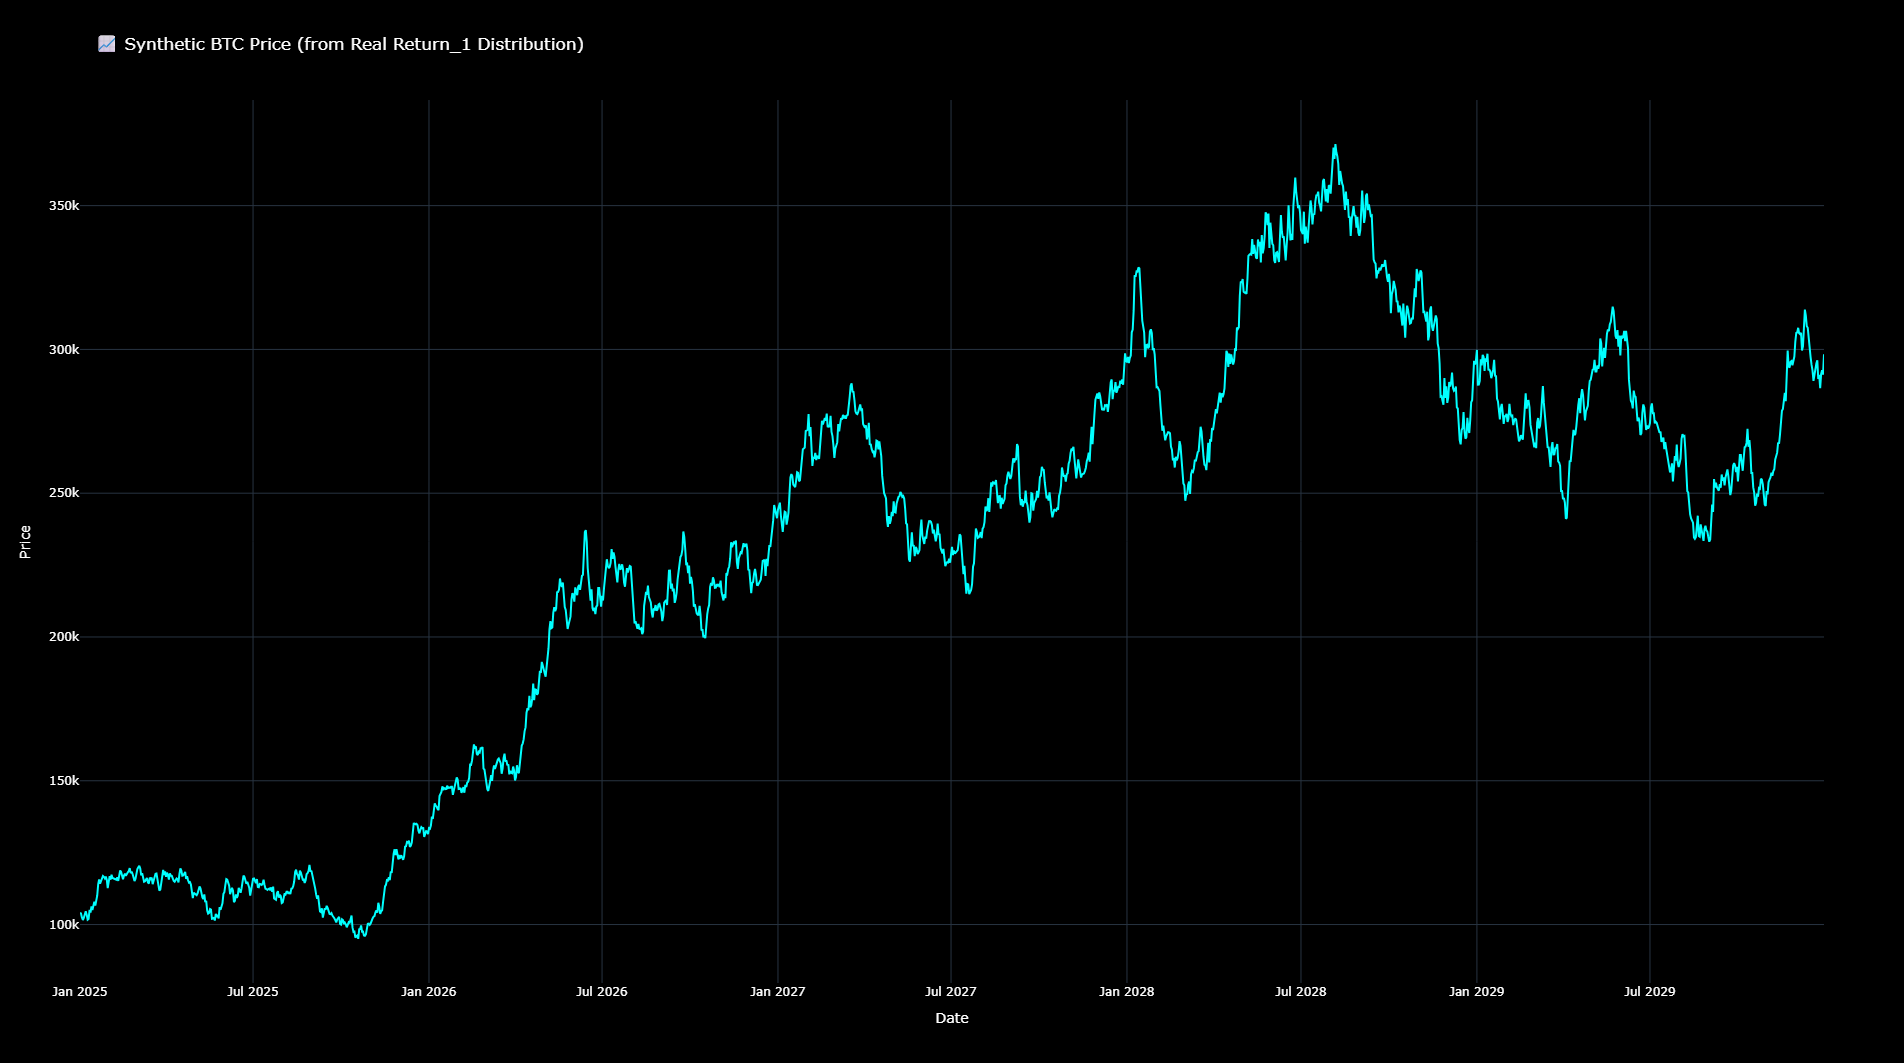 📈 Synthetic BTC Price (from Real Return_1 Distribution)
350k
300k
250k
200k
150k
100k
Price
Jan 2025
Jul 2025
Jan 2026
Jul 2026
Jan 2027
Jul 2027
Jan 2028
Jul 2028
Jan 2029
Jul 2029
Date